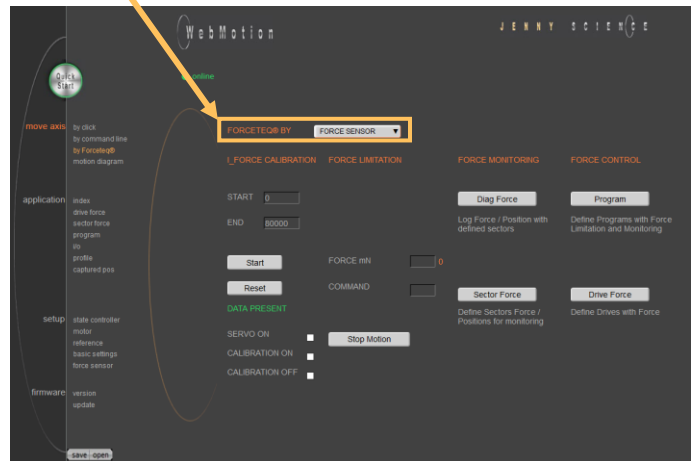 WebMotion
JENNY SCIENCE
Quick
Start
online
move axis
by click
by command line
by Forceteq®
motion diagram
FORCETEQ® BY FORCE SENSOR
I_FORCE CALIBRATION FORCE LIMITATION FORCE MONITORING FORCE CONTROL
application
index
drive force
sector force
program
i/o
profile
captured pos
START 0
END 80000
Diag Force
Log Force / Position with
defined sectors
Program
Define Programs with Force
Limitation and Monitoring
Start
Reset
DATA PRESENT
FORCE mN 0
COMMAND
Sector Force
Define Sectors Force /
Positions for monitoring
Drive Force
Define Drives with Force
setup
state controller
motor
reference
basic settings
force sensor
SERVO ON
CALIBRATION ON
CALIBRATION OFF
Stop Motion
firmware
version
update
save open